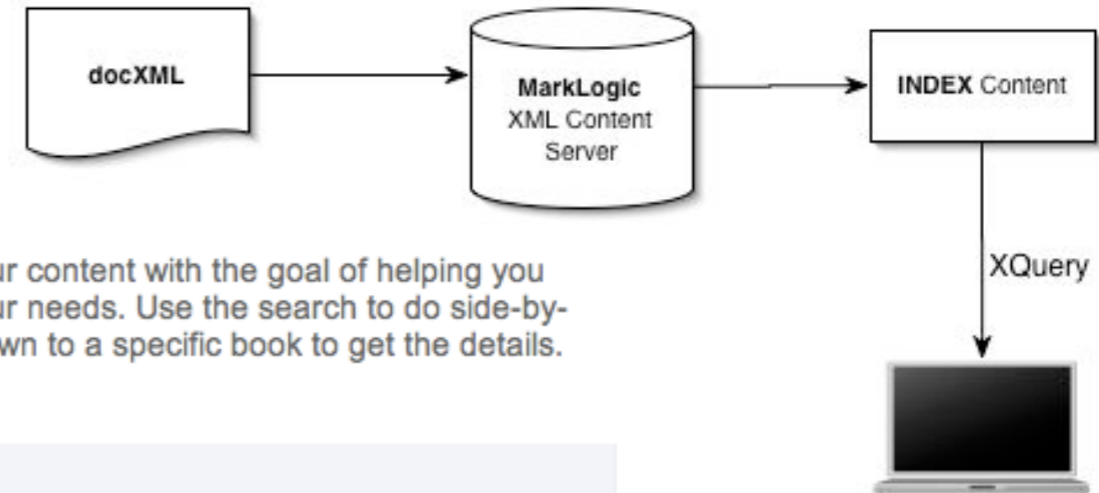 docXML
MarkLogic
XML Content
Server
INDEX Content
XQuery
ur content with the goal of helping you
ur needs. Use the search to do side-by-
wn to a specific book to get the details.